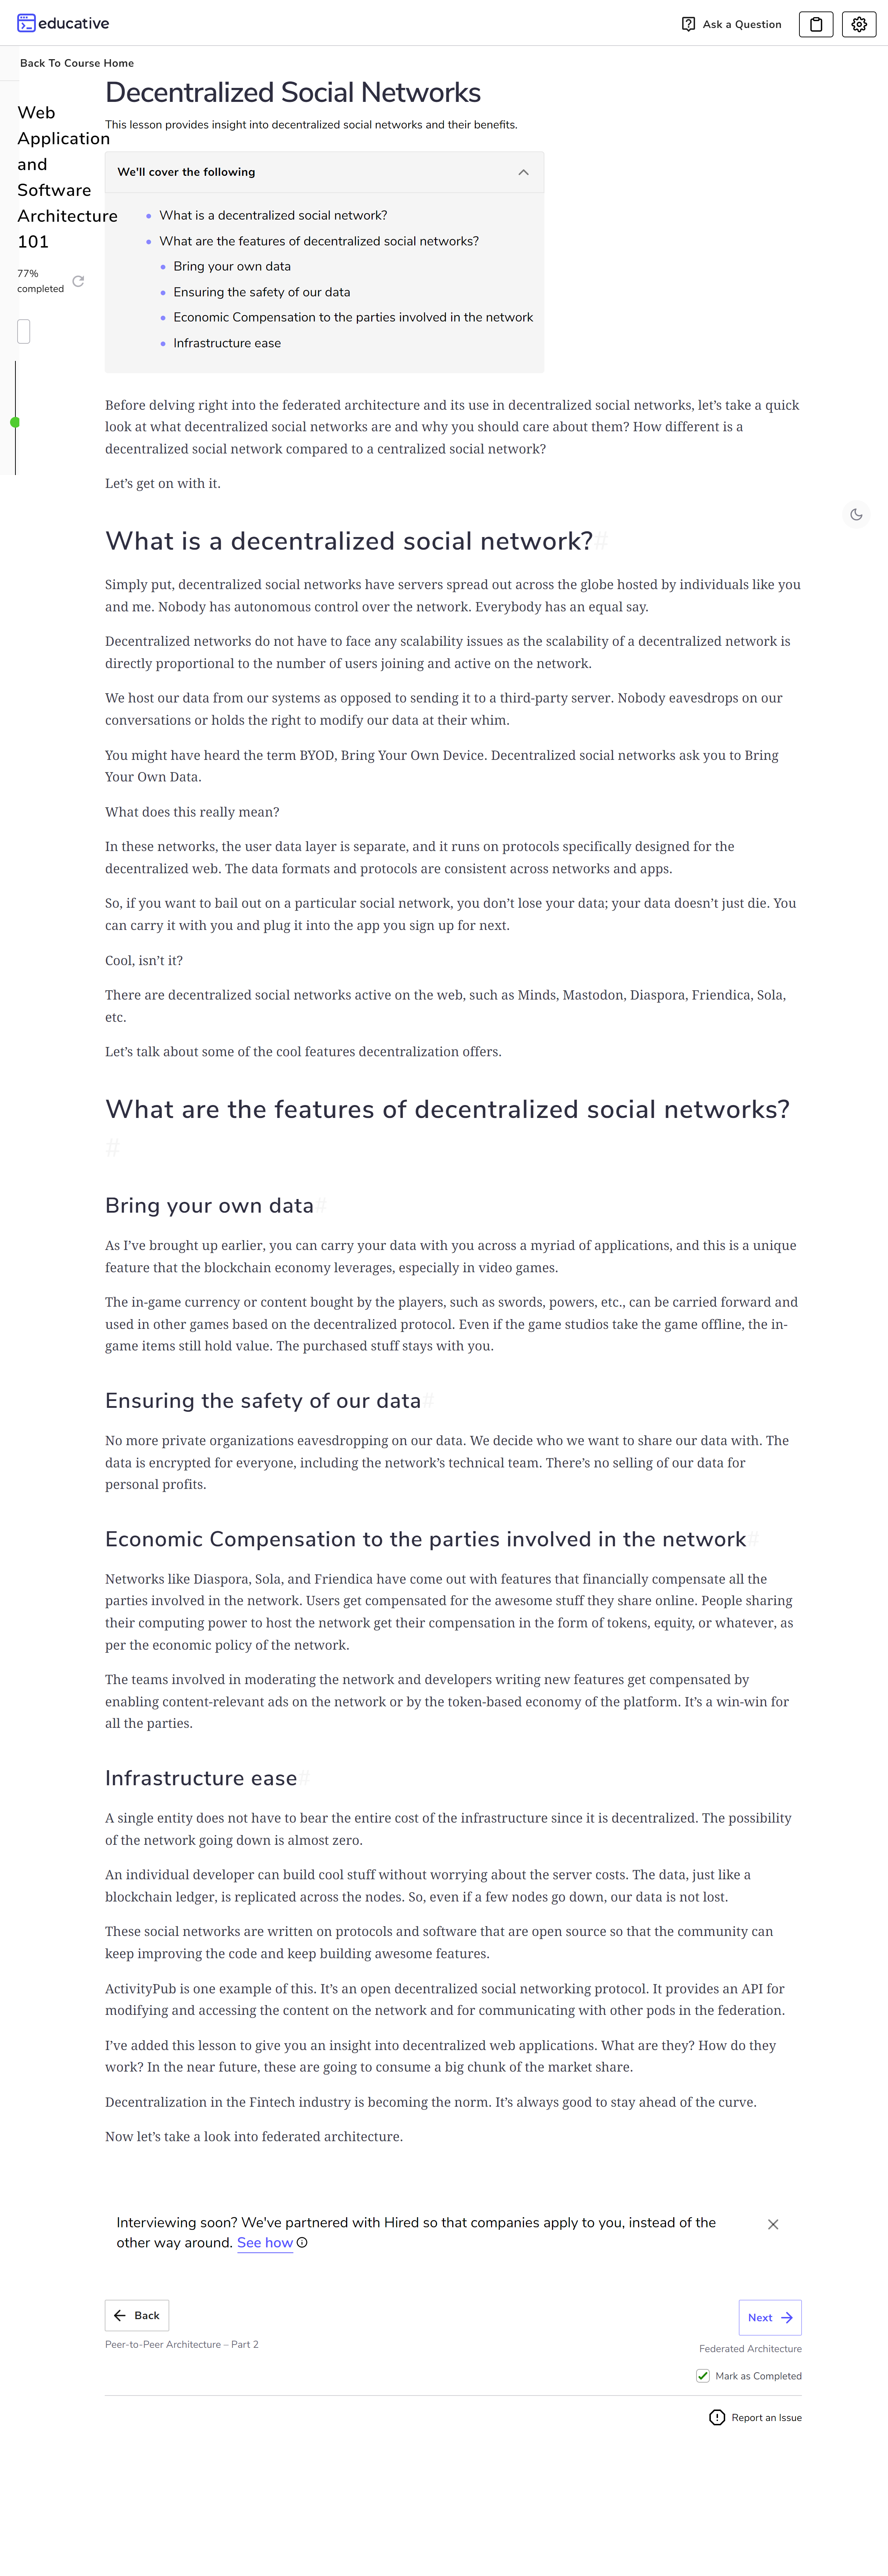 educative
Ask a Question
Back To Course Home
Web
Application
and
Software
Architecture
101
77%
completed
Decentralized Social Networks
This lesson provides insight into decentralized social networks and their benefits.
We'll cover the following
What is a decentralized social network?
What are the features of decentralized social networks?
Bring your own data
Ensuring the safety of our data
Economic Compensation to the parties involved in the network
Infrastructure ease
Before delving right into the federated architecture and its use in decentralized social networks, let’s take a quick
look at what decentralized social networks are and why you should care about them? How different is a
decentralized social network compared to a centralized social network?
Let’s get on with it.
What is a decentralized social network?#
Simply put, decentralized social networks have servers spread out across the globe hosted by individuals like you
and me. Nobody has autonomous control over the network. Everybody has an equal say.
Decentralized networks do not have to face any scalability issues as the scalability of a decentralized network is
directly proportional to the number of users joining and active on the network.
We host our data from our systems as opposed to sending it to a third-party server. Nobody eavesdrops on our
conversations or holds the right to modify our data at their whim.
You might have heard the term BYOD, Bring Your Own Device. Decentralized social networks ask you to Bring
Your Own Data.
What does this really mean?
In these networks, the user data layer is separate, and it runs on protocols specifically designed for the
decentralized web. The data formats and protocols are consistent across networks and apps.
So, if you want to bail out on a particular social network, you don’t lose your data; your data doesn’t just die. You
can carry it with you and plug it into the app you sign up for next.
Cool, isn’t it?
There are decentralized social networks active on the web, such as Minds, Mastodon, Diaspora, Friendica, Sola,
etc.
Let’s talk about some of the cool features decentralization offers.
What are the features of decentralized social networks?
#
Bring your own data#
As I’ve brought up earlier, you can carry your data with you across a myriad of applications, and this is a unique
feature that the blockchain economy leverages, especially in video games.
The in-game currency or content bought by the players, such as swords, powers, etc., can be carried forward and
used in other games based on the decentralized protocol. Even if the game studios take the game offline, the in-
game items still hold value. The purchased stuff stays with you.
Ensuring the safety of our data#
No more private organizations eavesdropping on our data. We decide who we want to share our data with. The
data is encrypted for everyone, including the network’s technical team. There’s no selling of our data for
personal profits.
Economic Compensation to the parties involved in the network#
Networks like Diaspora, Sola, and Friendica have come out with features that financially compensate all the
parties involved in the network. Users get compensated for the awesome stuff they share online. People sharing
their computing power to host the network get their compensation in the form of tokens, equity, or whatever, as
per the economic policy of the network.
The teams involved in moderating the network and developers writing new features get compensated by
enabling content-relevant ads on the network or by the token-based economy of the platform. It’s a win-win for
all the parties.
Infrastructure ease#
A single entity does not have to bear the entire cost of the infrastructure since it is decentralized. The possibility
of the network going down is almost zero.
An individual developer can build cool stuff without worrying about the server costs. The data, just like a
blockchain ledger, is replicated across the nodes. So, even if a few nodes go down, our data is not lost.
These social networks are written on protocols and software that are open source so that the community can
keep improving the code and keep building awesome features.
ActivityPub is one example of this. It’s an open decentralized social networking protocol. It provides an API for
modifying and accessing the content on the network and for communicating with other pods in the federation.
I’ve added this lesson to give you an insight into decentralized web applications. What are they? How do they
work? In the near future, these are going to consume a big chunk of the market share.
Decentralization in the Fintech industry is becoming the norm. It’s always good to stay ahead of the curve.
Now let’s take a look into federated architecture.
Interviewing soon? We've partnered with Hired so that companies apply to you, instead of the
other way around. See how
Back
Next
Peer-to-Peer Architecture – Part 2
Federated Architecture
Mark as Completed
Report an Issue